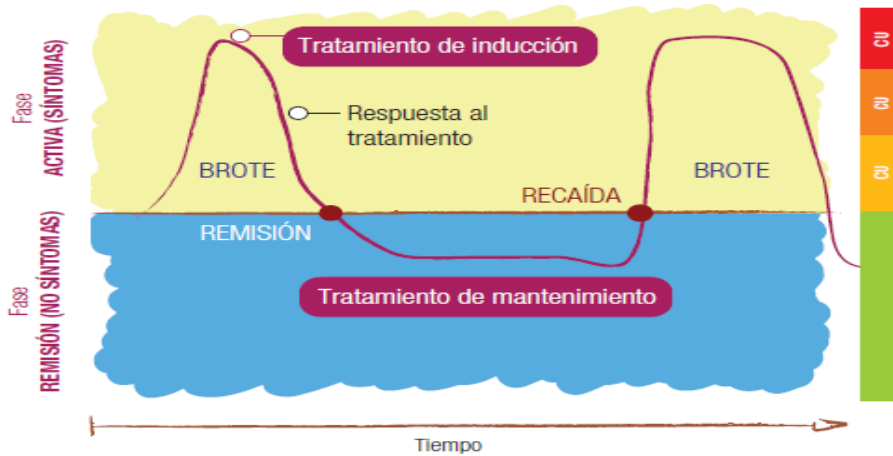 Fase
ACTIVA (SÍNTOMAS)
Tratamiento de inducción
Respuesta al
tratamiento
BROTE
BROTE
RECAÍDA
REMISIÓN
Fase
REMISIÓN (NO SÍNTOMAS)
Tratamiento de mantenimiento
Tiempo
CU
CU
CU